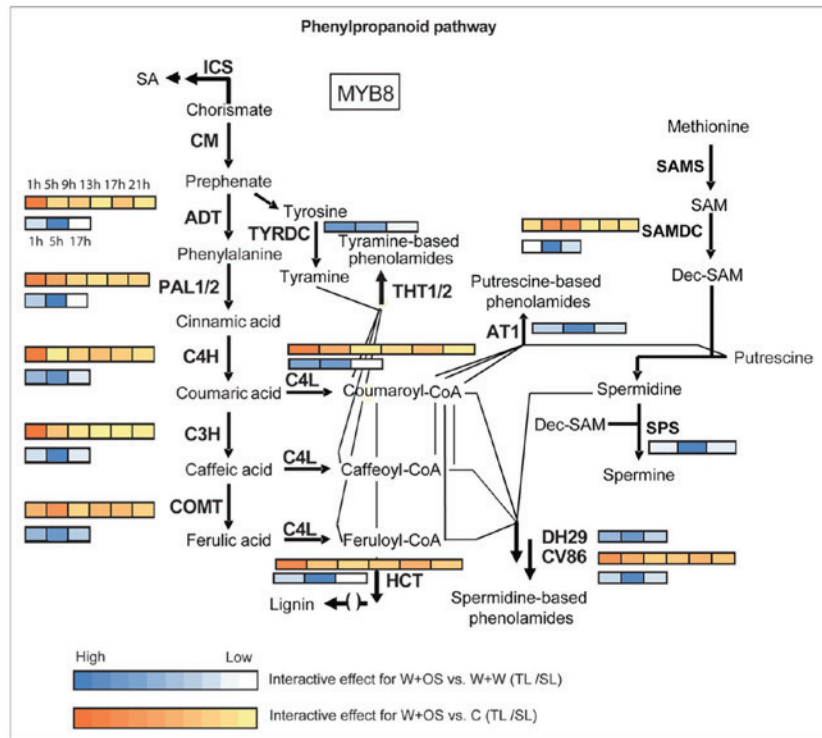 Phenylpropanoid pathway
ICS
SA
MYB8
Chorismate
CM
Methionine
SAMS
1h 5h 9h 13h 17h 21h
Prephenate
SAM
ADT
Tyrosine
TYRDC
SAMDC
1h 5h 17h
Tyramine-based
phenolamides
Phenylalanine
Dec-SAM
PAL1/2
Tyramine
THT1/2
Putrescine-based
phenolamides
Cinnamic acid
AT1
C4H
Putrescine
C4L
Coumaric acid
Coumaroyl-CoA
Spermidine
C3H
Dec-SAM
SPS
C4L
Caffeic acid
Caffeoyl-CoA
Spermine
COMT
C4L
Ferulic acid
Feruloyl-CoA
DH29
CV86
HCT
Lignin
( )
Spermidine-based
phenolamides
High
Low
Interactive effect for W+OS vs. W+W (TL /SL)
Interactive effect for W+OS vs. C (TL /SL)